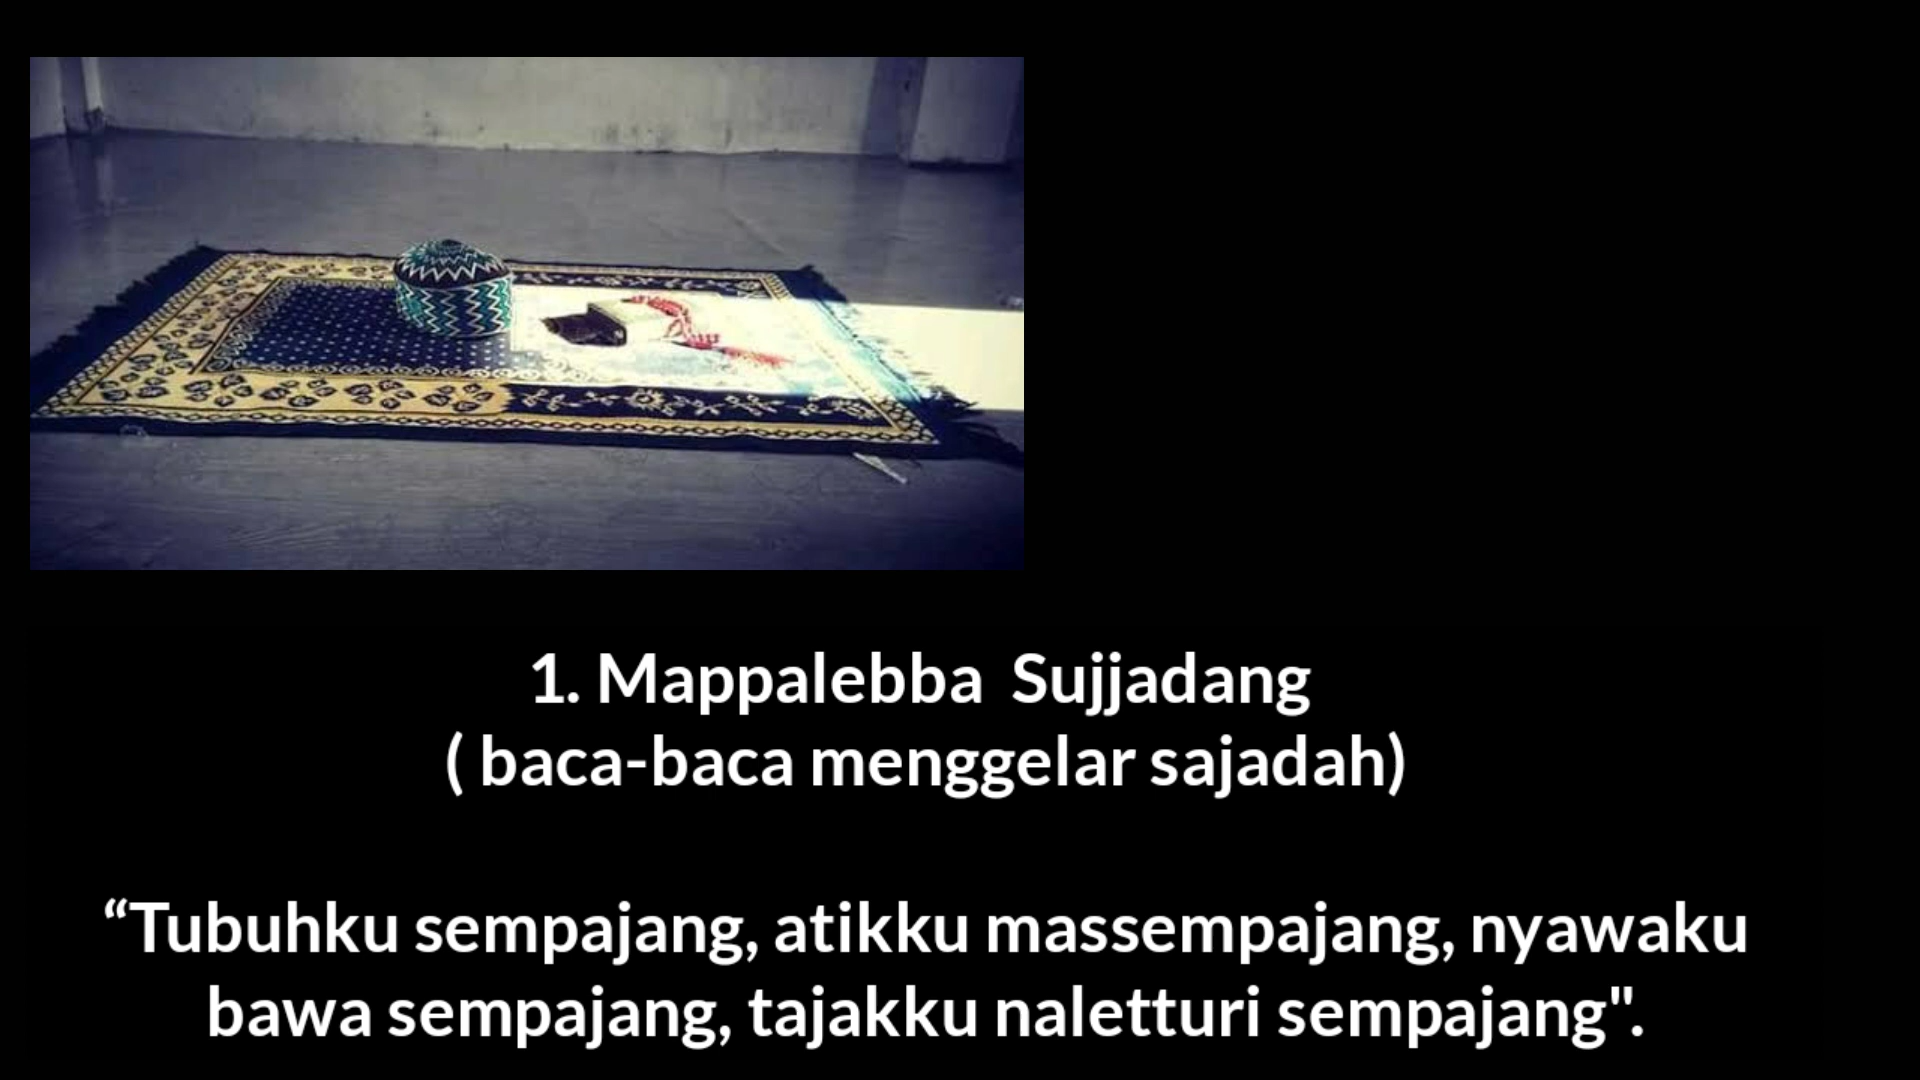 1. Mappalebba  Sujjadang
( baca-baca menggelar sajadah)
“Tubuhku sempajang, atikku massempajang, nyawaku
bawa sempajang, tajakku naletturi sempajang".